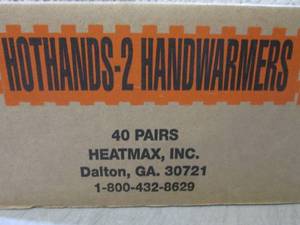 HOTHANDS-2 HANDWARMERS
40 PAIRS
HEATMAX, INC.
Dalton, GA. 30721
1-800-432-8629